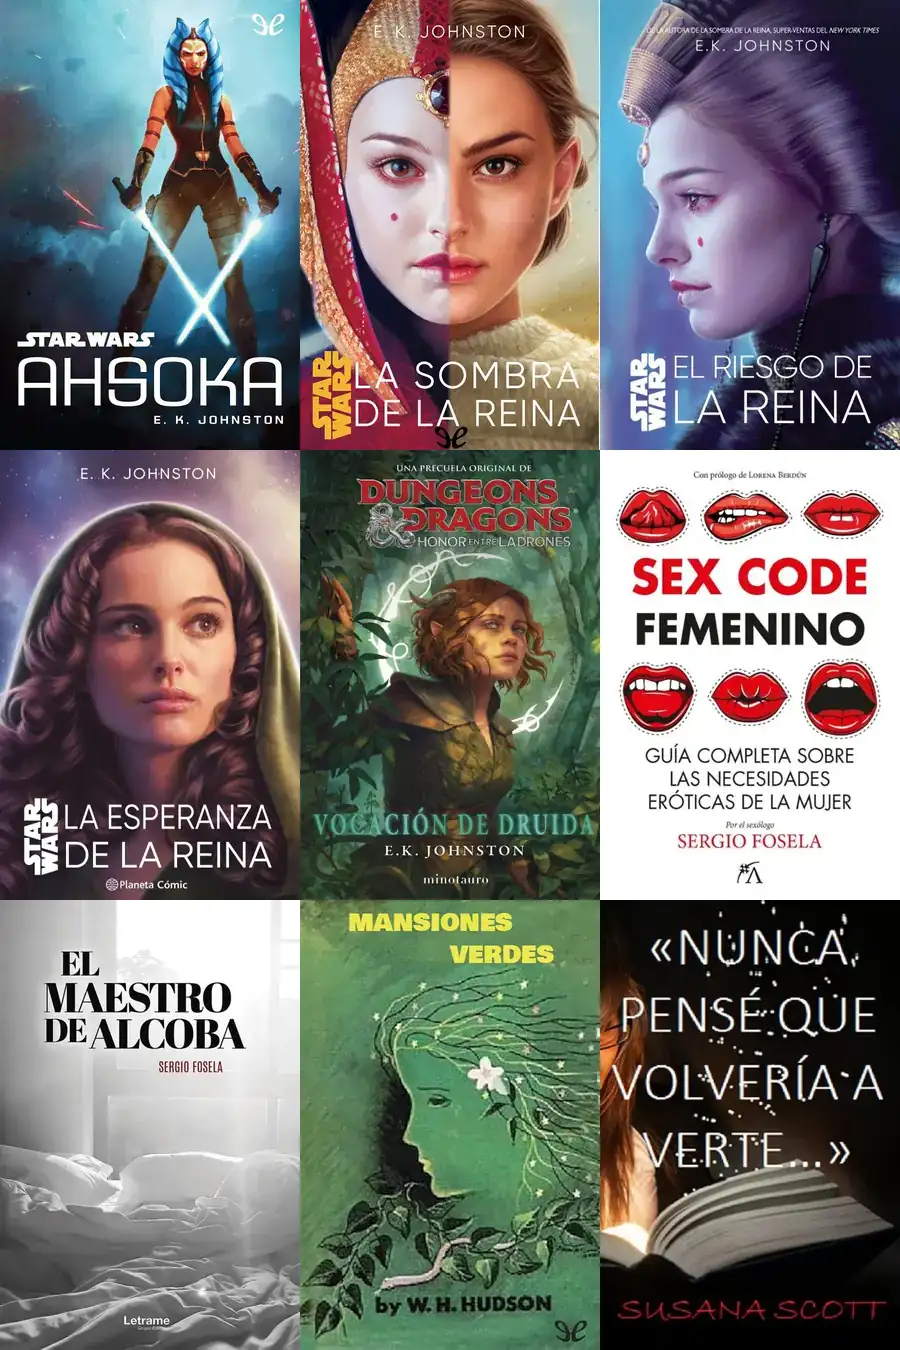 STAR WARS
AHSOKA
E. K. JOHNSTON
E. K. JOHNSTON
STAR WARS
LA SOMBRA
DE LA REINA
DE LA AUTORA DE LA SOMBRA DE LA REINA, SUPER-VENTAS DEL NEW YORK TIMES
E.K. JOHNSTON
STAR WARS
EL RIESGO DE
LA REINA
E. K. JOHNSTON
STAR WARS
LA ESPERANZA
DE LA REINA
Planeta Cómic
UNA PRECUELA ORIGINAL DE
DUNGEONS
& DRAGONS
HONOR ENTRE LADRONES
VOCACIÓN DE DRUIDA
E.K. JOHNSTON
minotauro
Con prólogo de LORENA BERDÚN
SEX CODE
FEMENINO
GUÍA COMPLETA SOBRE
LAS NECESIDADES
ERÓTICAS DE LA MUJER
Por el sexólogo
SERGIO FOSELA
EL
MAESTRO
DE ALCOBA
SERGIO FOSELA
Letrame
MANSIONES
VERDES
by W. H. HUDSON
«NUNCA
PENSÉ QUE
VOLVERÍA A
VERTE...»
SUSANA SCOTT